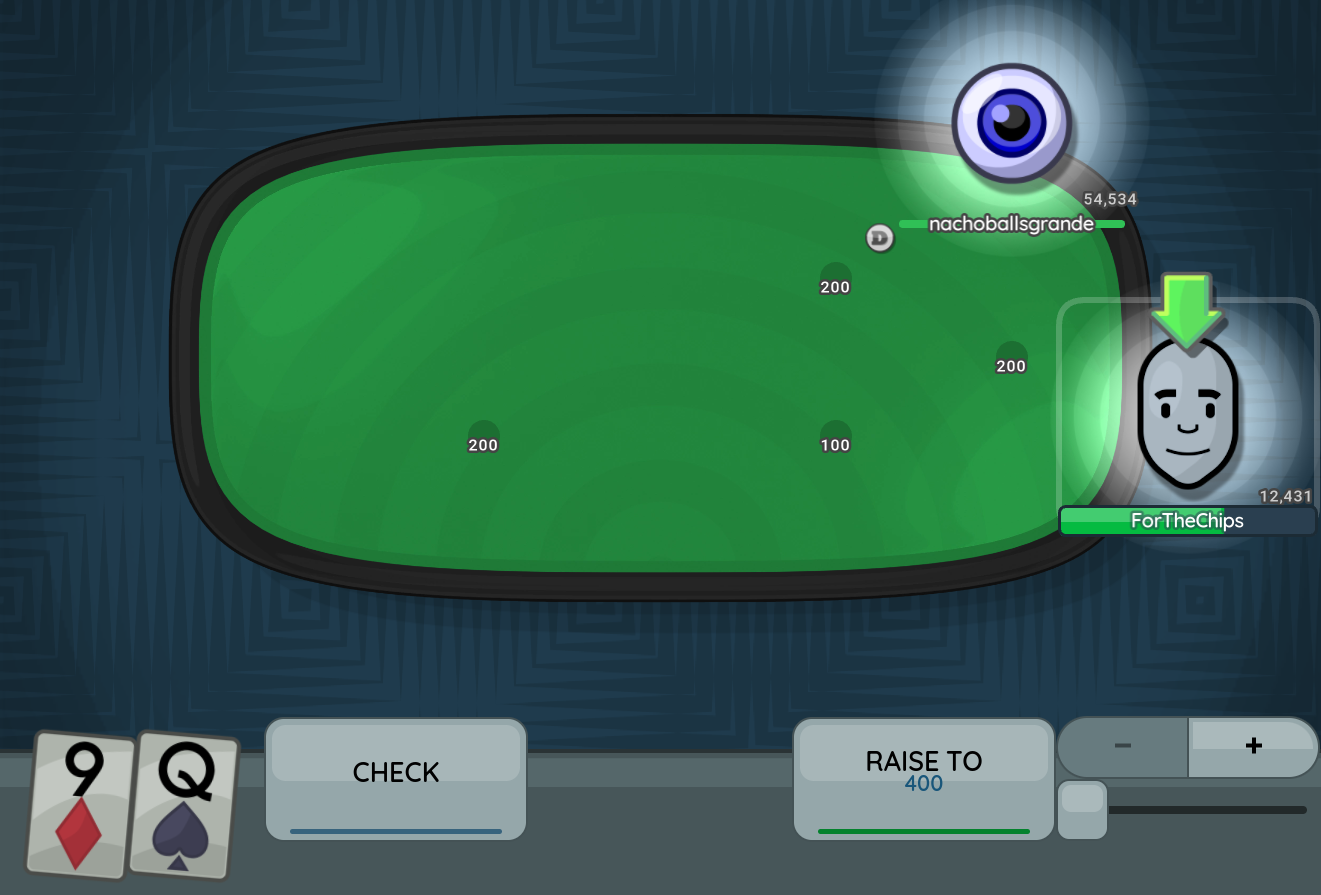 54,534
nachoballsgrande
D
200
200
200
100
12,431
ForTheChips
9
Q
CHECK
RAISE TO
400
−
+